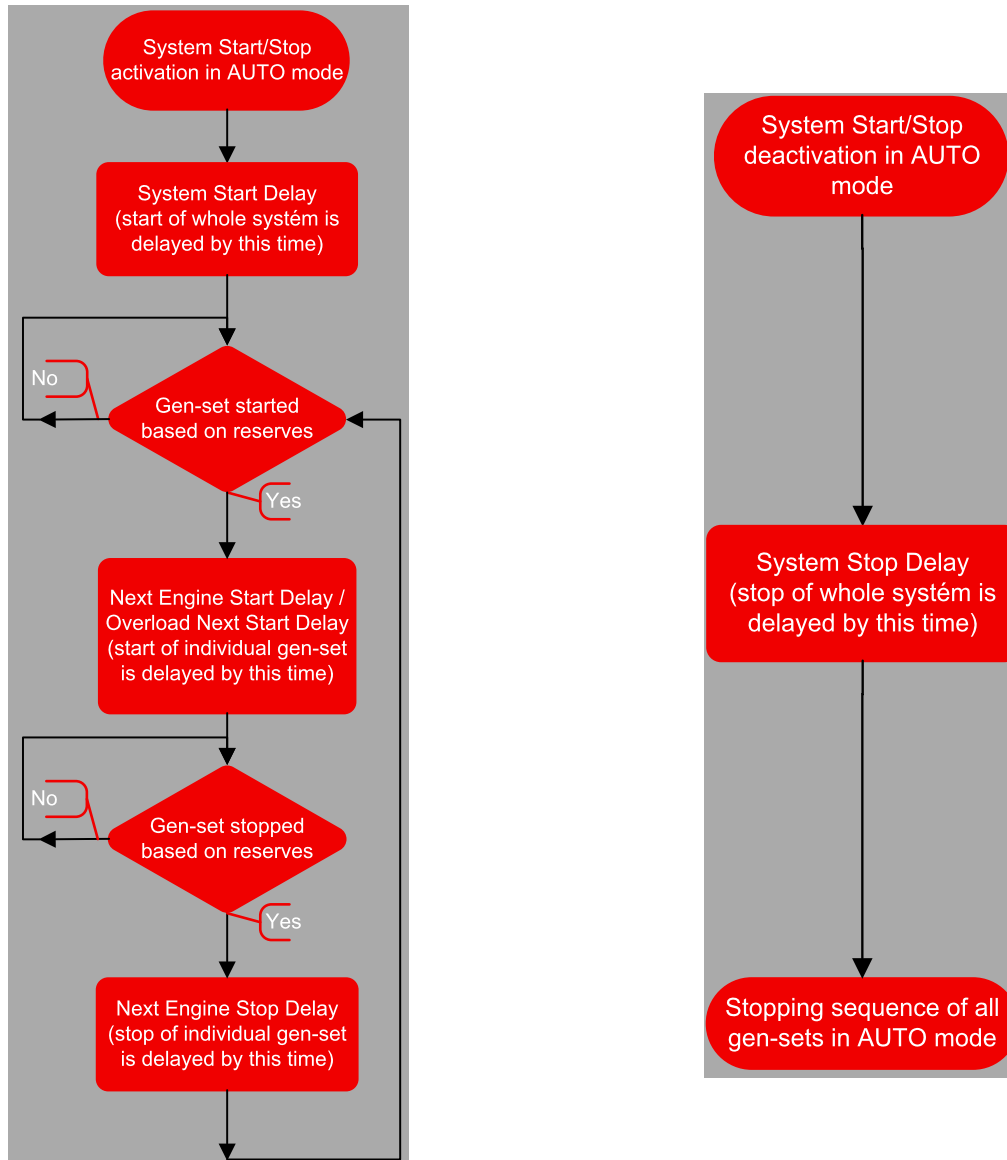 System Start/Stop
activation in AUTO mode
System Start Delay
(start of whole systém is
delayed by this time)
No
Gen-set started
based on reserves
Yes
Next Engine Start Delay /
Overload Next Start Delay
(start of individual gen-set
is delayed by this time)
No
Gen-set stopped
based on reserves
Yes
Next Engine Stop Delay
(stop of individual gen-set
is delayed by this time)
System Start/Stop
deactivation in AUTO
mode
System Stop Delay
(stop of whole systém is
delayed by this time)
Stopping sequence of all
gen-sets in AUTO mode